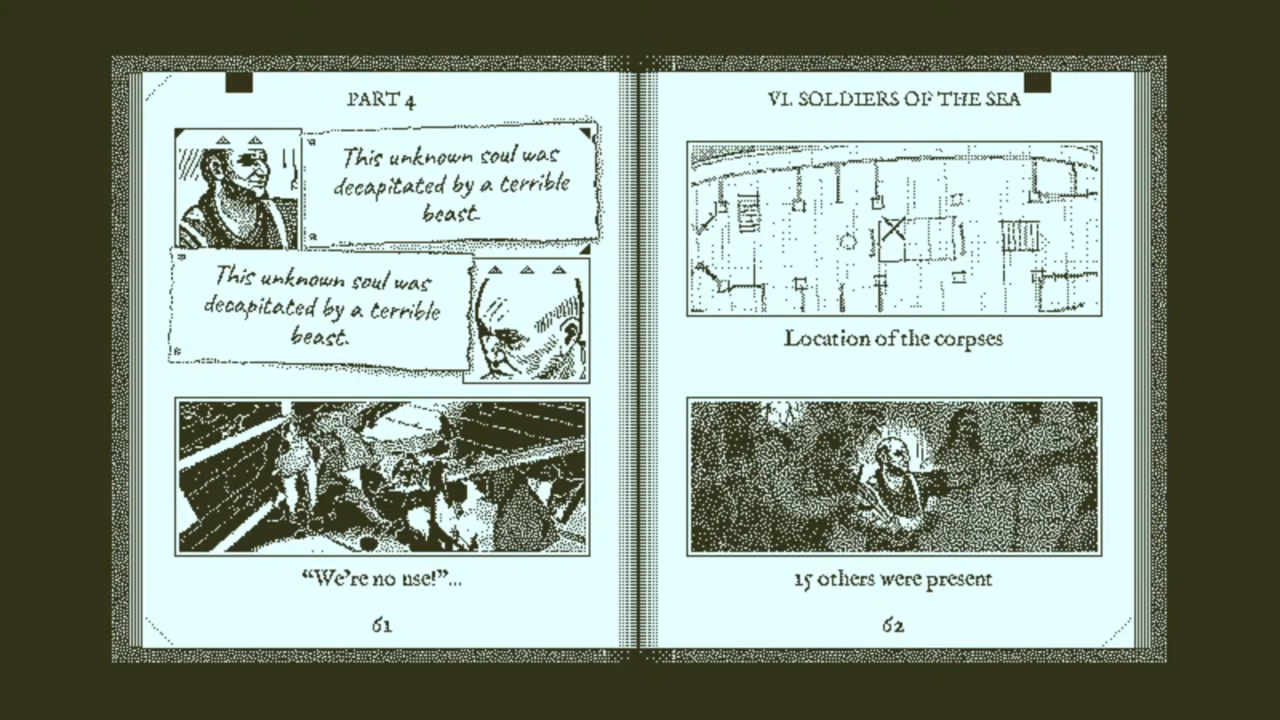 PART 4
This unknown soul was
decapitated by a terrible
beast.
This unknown soul was
decapitated by a terrible
beast.
“We’re no use!”...
61
VI. SOLDIERS OF THE SEA
Location of the corpses
15 others were present
62